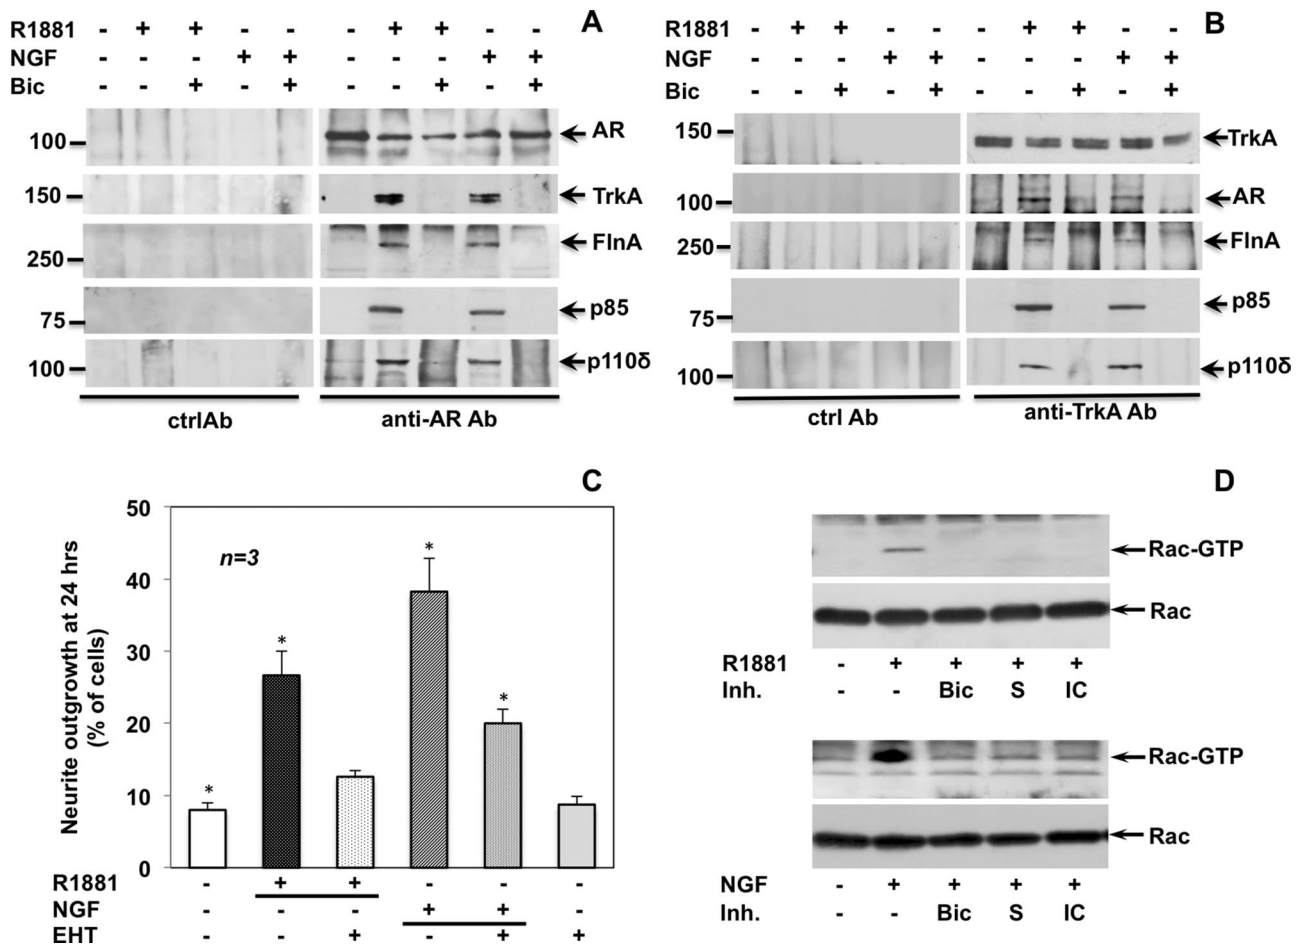 A
R1881 - + + - - - + + - -
NGF - - - + + - - - + +
Bic - - + - + - - + - +
100 AR
150 TrkA
250 FlnA
75 p85
100 p110δ
ctrlAb anti-AR Ab
B
R1881 - + + - - - + + - -
NGF - - - + + - - - + +
Bic - - + - + - - + - +
150 TrkA
100 AR
250 FlnA
75 p85
100 p110δ
ctrl Ab anti-TrkA Ab
C
Neurite outgrowth at 24 hrs
(% of cells)
50
40
30
20
10
0
n=3
* * * * *
R1881 - + + - - -
NGF - - - + + -
EHT - - + - + +
D
Rac-GTP
Rac
R1881 - + + + +
Inh. - - Bic S IC
Rac-GTP
Rac
NGF - + + + +
Inh. - - Bic S IC